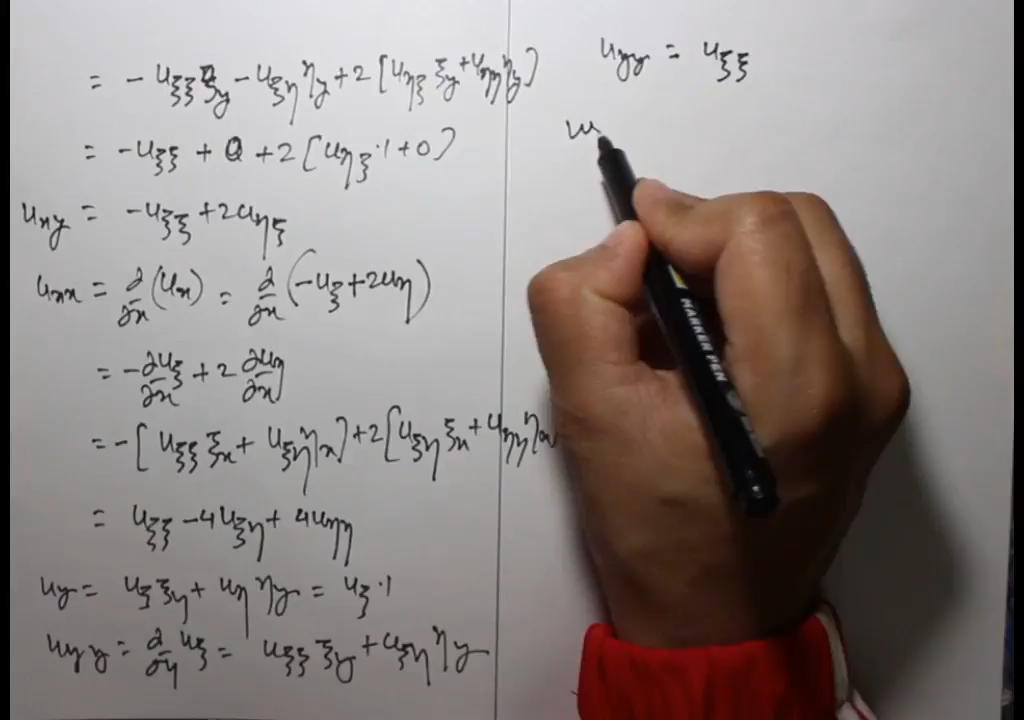 = - uξξ ξy - uξη ηy + 2 [uηξ ξy + uηη ηy]
= -uξξ + 0 + 2 [uηξ·1 + 0]
uxy = -uξξ + 2uηξ
uxx = ∂/∂x (ux) = ∂/∂x (-uξ + 2uη)
= -∂uξ/∂x + 2 ∂uη/∂x
= -[uξξ ξx + uξη ηx] + 2[uξη ξx + uηη ηx
= uξξ - 4uξη + 4uηη
uy = uξ ξy + uη ηy = uξ·1
uyy = ∂/∂y uξ = uξξ ξy + uξη ηy
uyy = uξξ
MARKER PEN